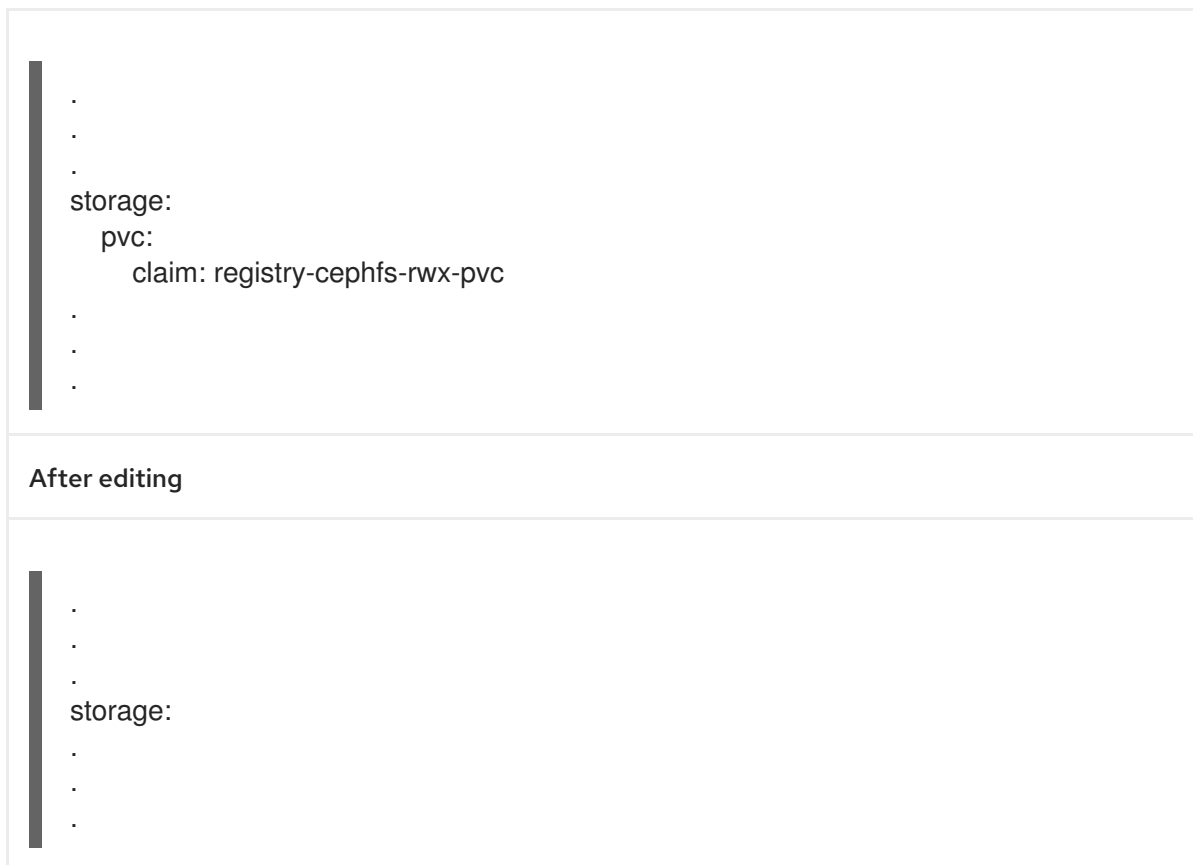 .
.
.
storage:
pvc:
claim: registry-cephfs-rwx-pvc
.
.
.
After editing
.
.
.
storage:
.
.
.